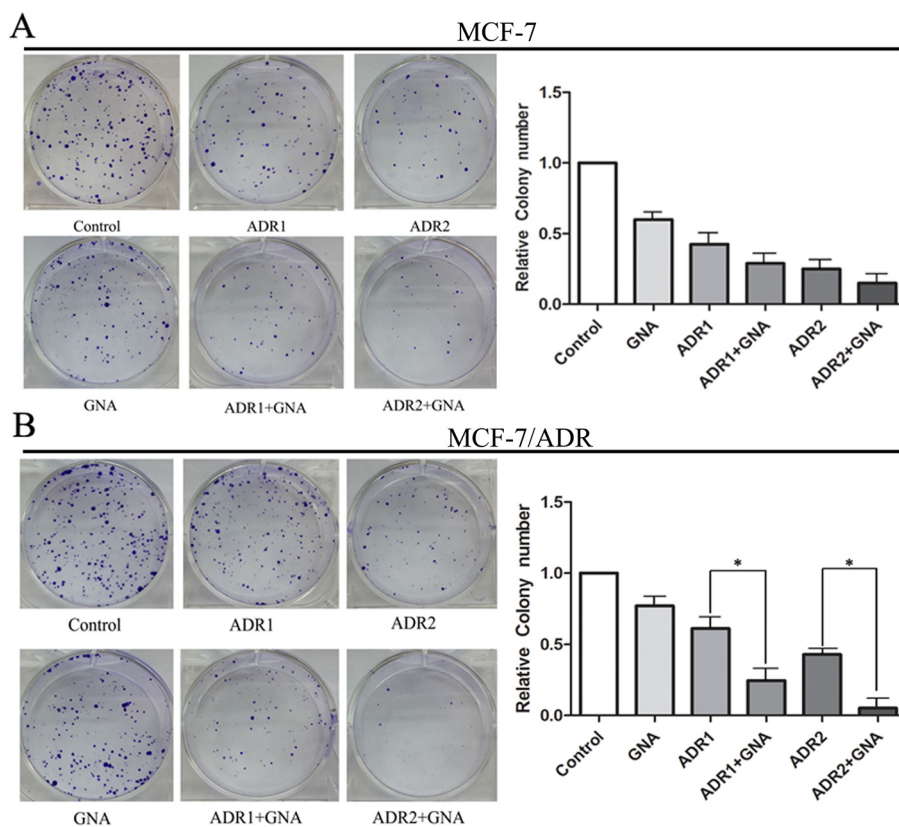 A
MCF-7
Control
ADR1
ADR2
GNA
ADR1+GNA
ADR2+GNA
Relative Colony number
1.5
1.0
0.5
0.0
Control
GNA
ADR1
ADR1+GNA
ADR2
ADR2+GNA
B
MCF-7/ADR
Control
ADR1
ADR2
GNA
ADR1+GNA
ADR2+GNA
Relative Colony number
1.5
1.0
0.5
0.0
*
*
Control
GNA
ADR1
ADR1+GNA
ADR2
ADR2+GNA